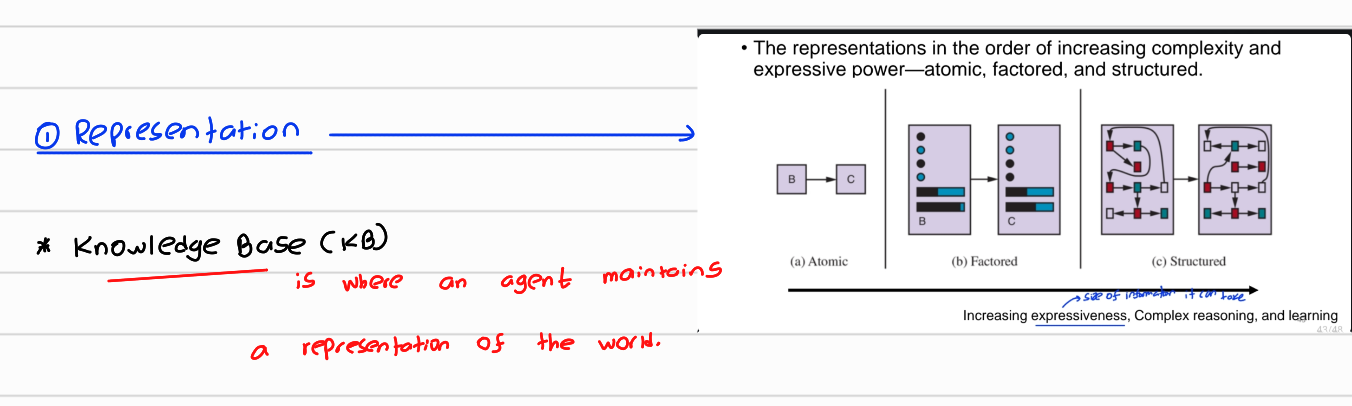 ① Representation
* Knowledge Base (KB)
is where an agent maintains
a representation of the world.
• The representations in the order of increasing complexity and
expressive power—atomic, factored, and structured.
B C
B C
(a) Atomic (b) Factored (c) Structured
size of information it can take
Increasing expressiveness, Complex reasoning, and learning
43/48